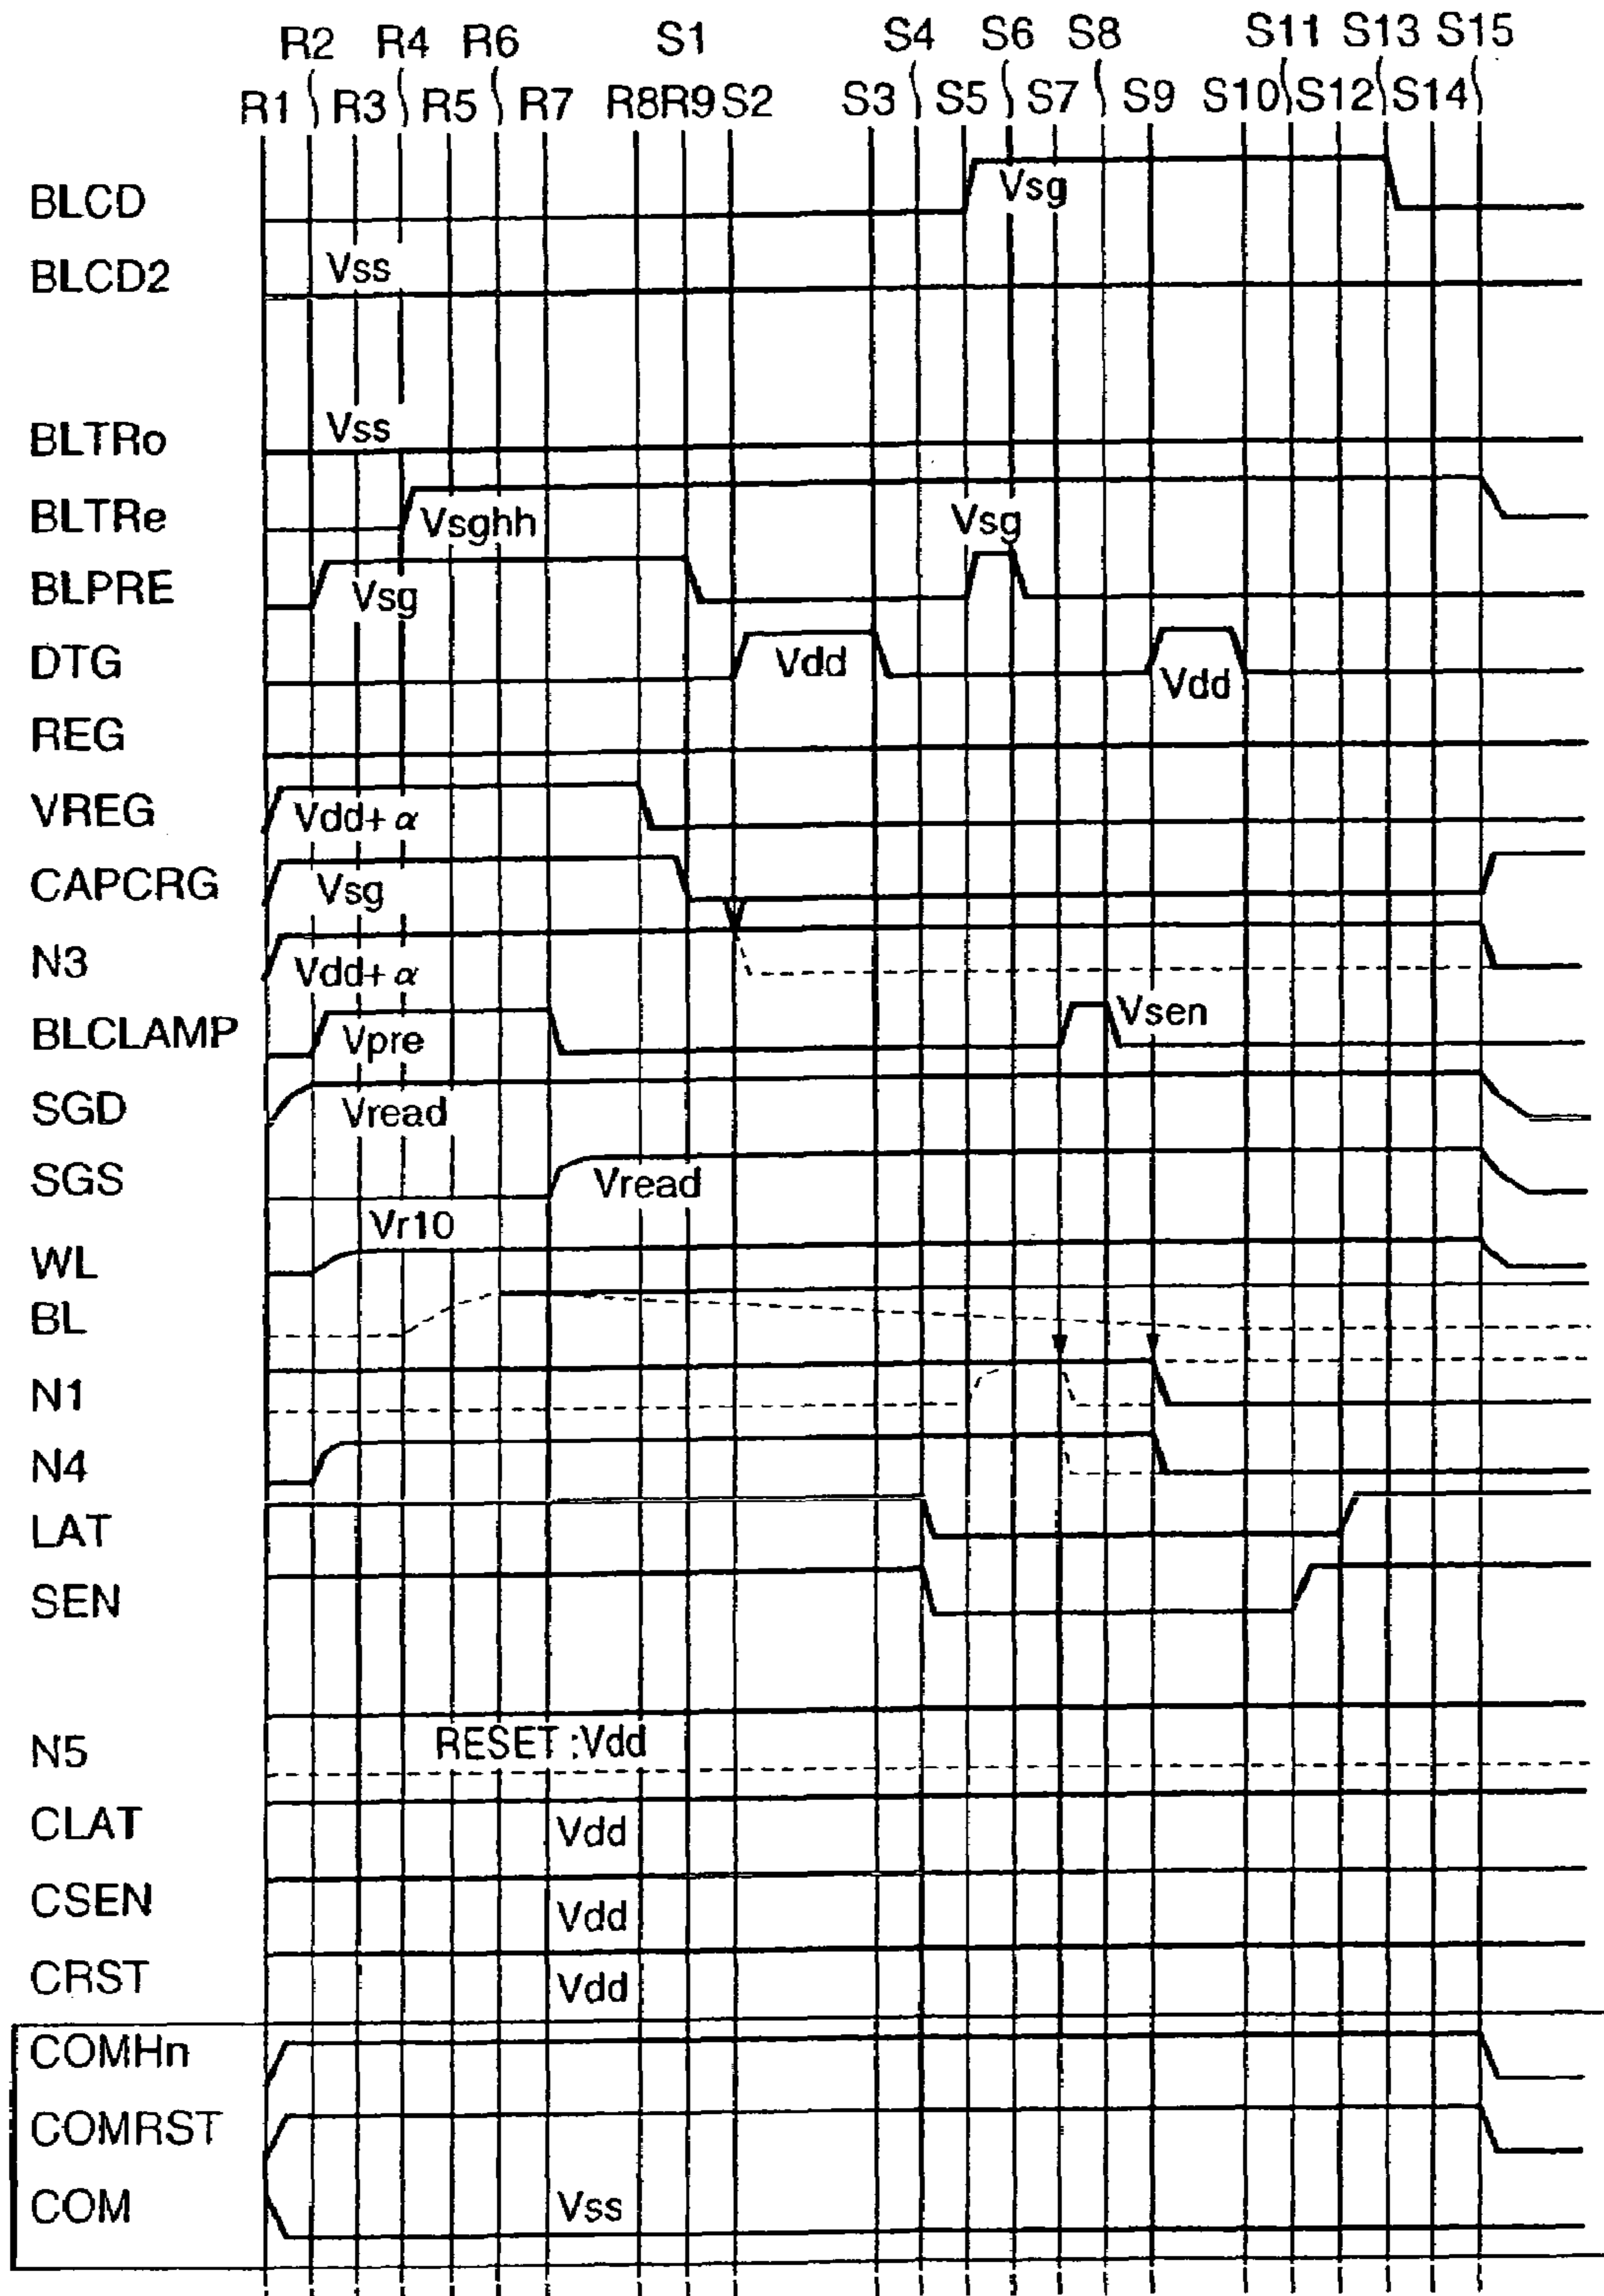 R2 R4 R6 S1 S4 S6 S8 S11 S13 S15
R1 R3 R5 R7 R8 R9 S2 S3 S5 S7 S9 S10 S12 S14
BLCD Vsg
BLCD2 Vss
BLTRo Vss
BLTRe Vsghh Vsg
BLPRE Vsg
DTG Vdd Vdd
REG
VREG Vdd+α
CAPCRG Vsg
N3 Vdd+α
BLCLAMP Vpre Vsen
SGD Vread
SGS Vread
Vr10
WL
BL
N1
N4
LAT
SEN
N5 RESET :Vdd
CLAT Vdd
CSEN Vdd
CRST Vdd
COMHn
COMRST
COM Vss